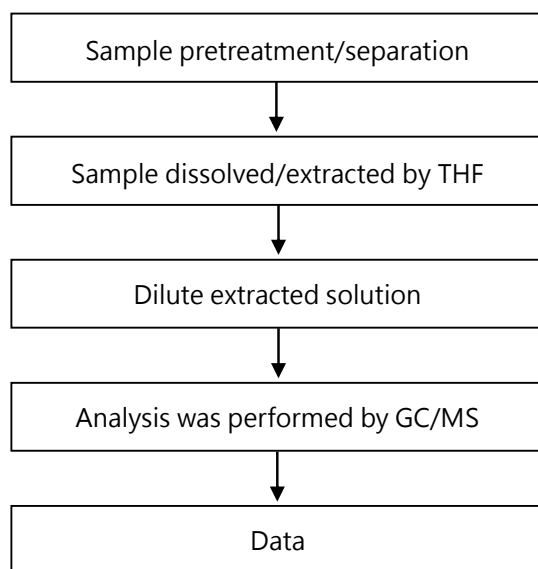 Sample pretreatment/separation
Sample dissolved/extracted by THF
Dilute extracted solution
Analysis was performed by GC/MS
Data